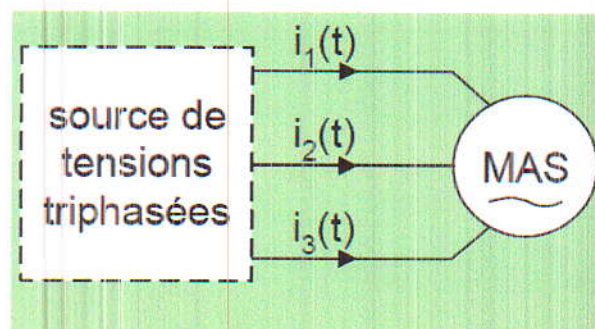 i₁(t)
source de
tensions
triphasées
i₂(t)
MAS
i₃(t)